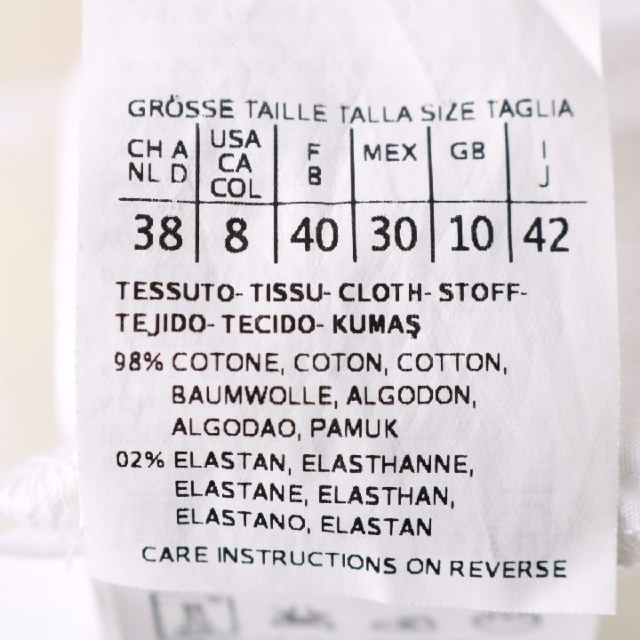 GRÖSSE TAILLE TALLA SIZE TAGLIA
CH A USA F MEX GB I
NL D CA B J
COL
38 8 40 30 10 42
TESSUTO- TISSU- CLOTH- STOFF-
TEJIDO- TECIDO- KUMAŞ
98% COTONE, COTON, COTTON,
BAUMWOLLE, ALGODON,
ALGODAO, PAMUK
02% ELASTAN, ELASTHANNE,
ELASTANE, ELASTHAN,
ELASTANO, ELASTAN
CARE INSTRUCTIONS ON REVERSE